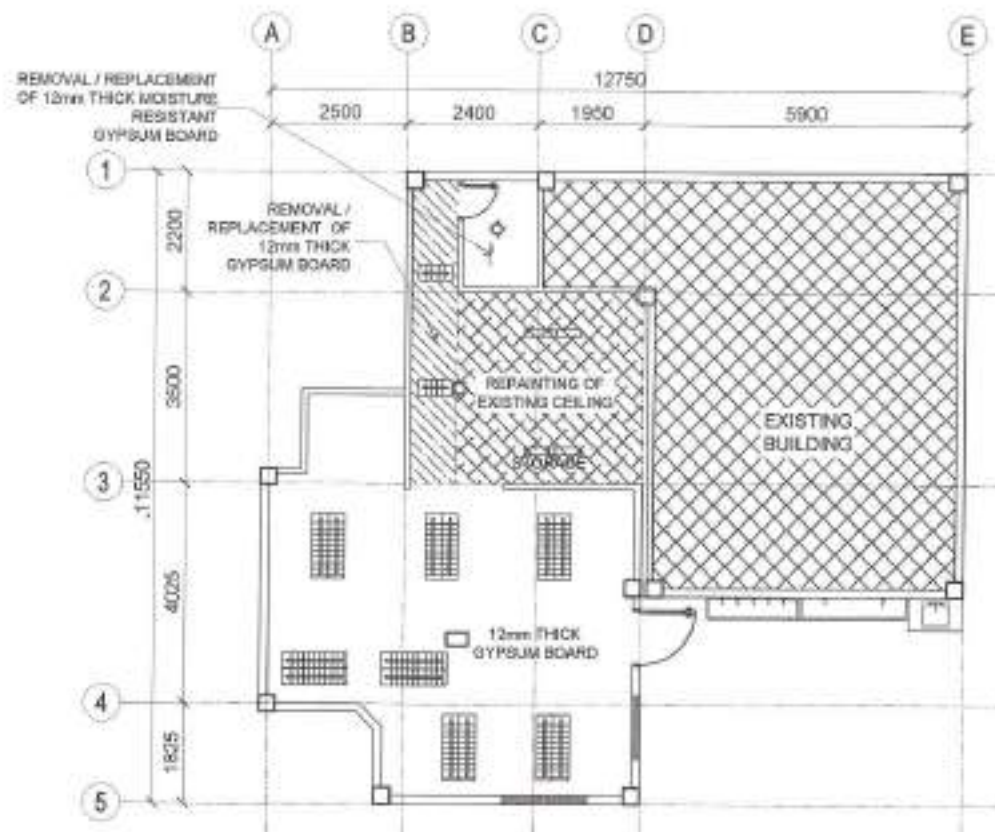 A
B
C
D
E
12750
2500
2400
1950
5900
REMOVAL / REPLACEMENT
OF 12mm THICK MOISTURE
RESISTANT
GYPSUM BOARD
REMOVAL /
REPLACEMENT OF
12mm THICK
GYPSUM BOARD
1
2
3
4
5
2200
3500
4025
1825
11550
REPAINTING OF
EXISTING CEILING
STORAGE
EXISTING
BUILDING
12mm THICK
GYPSUM BOARD